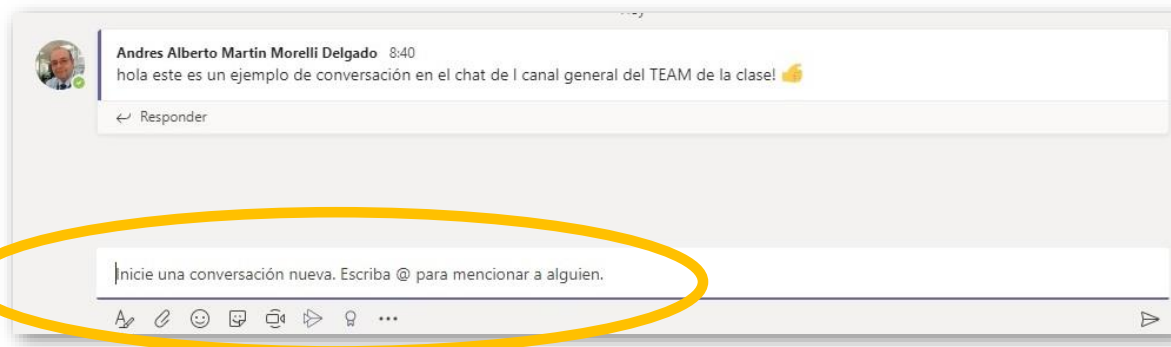 Andres Alberto Martin Morelli Delgado 8:40
hola este es un ejemplo de conversación en el chat de l canal general del TEAM de la clase! 👍
Responder
Inicie una conversación nueva. Escriba @ para mencionar a alguien.